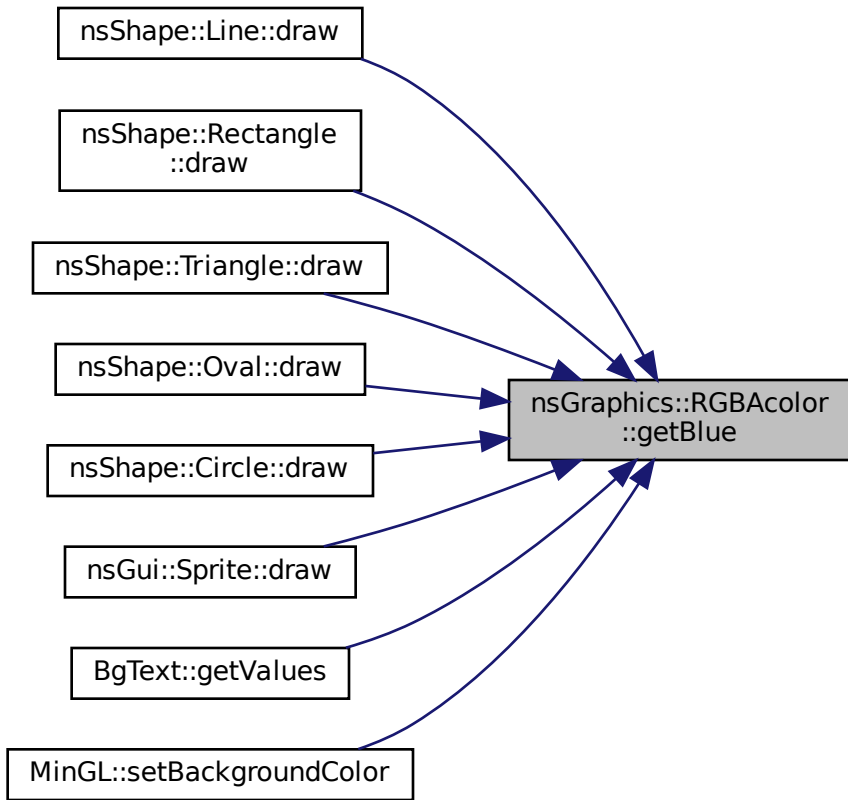 nsShape::Line::draw
nsShape::Rectangle
::draw
nsShape::Triangle::draw
nsShape::Oval::draw
nsShape::Circle::draw
nsGui::Sprite::draw
BgText::getValues
MinGL::setBackgroundColor
nsGraphics::RGBAcolor
::getBlue